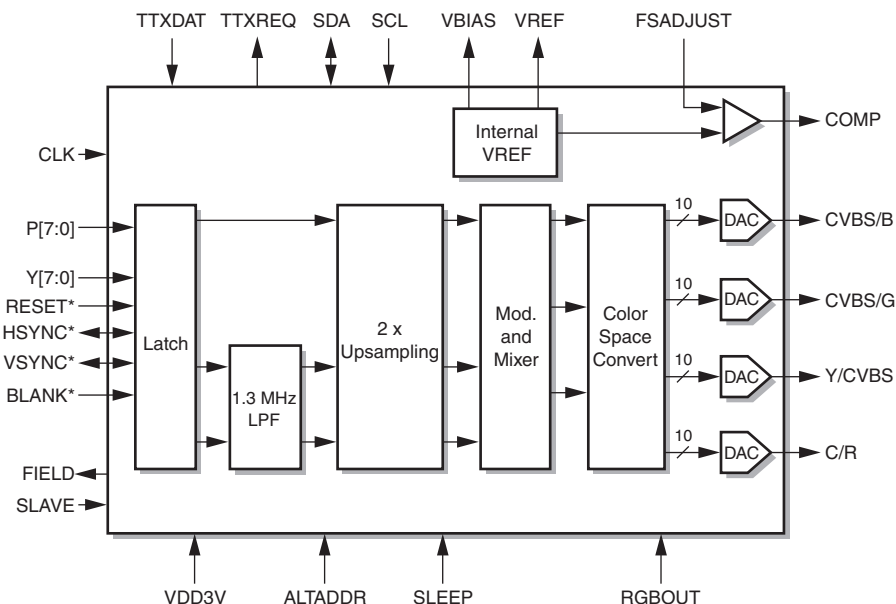 TTXDAT TTXREQ SDA SCL VBIAS VREF FSADJUST
Internal
VREF
COMP
CLK
P[7:0]
Y[7:0]
RESET*
HSYNC*
VSYNC*
BLANK*
FIELD
SLAVE
Latch
1.3 MHz
LPF
2 x
Upsampling
Mod.
and
Mixer
Color
Space
Convert
10
DAC
CVBS/B
10
DAC
CVBS/G
10
DAC
Y/CVBS
10
DAC
C/R
VDD3V ALTADDR SLEEP RGBOUT